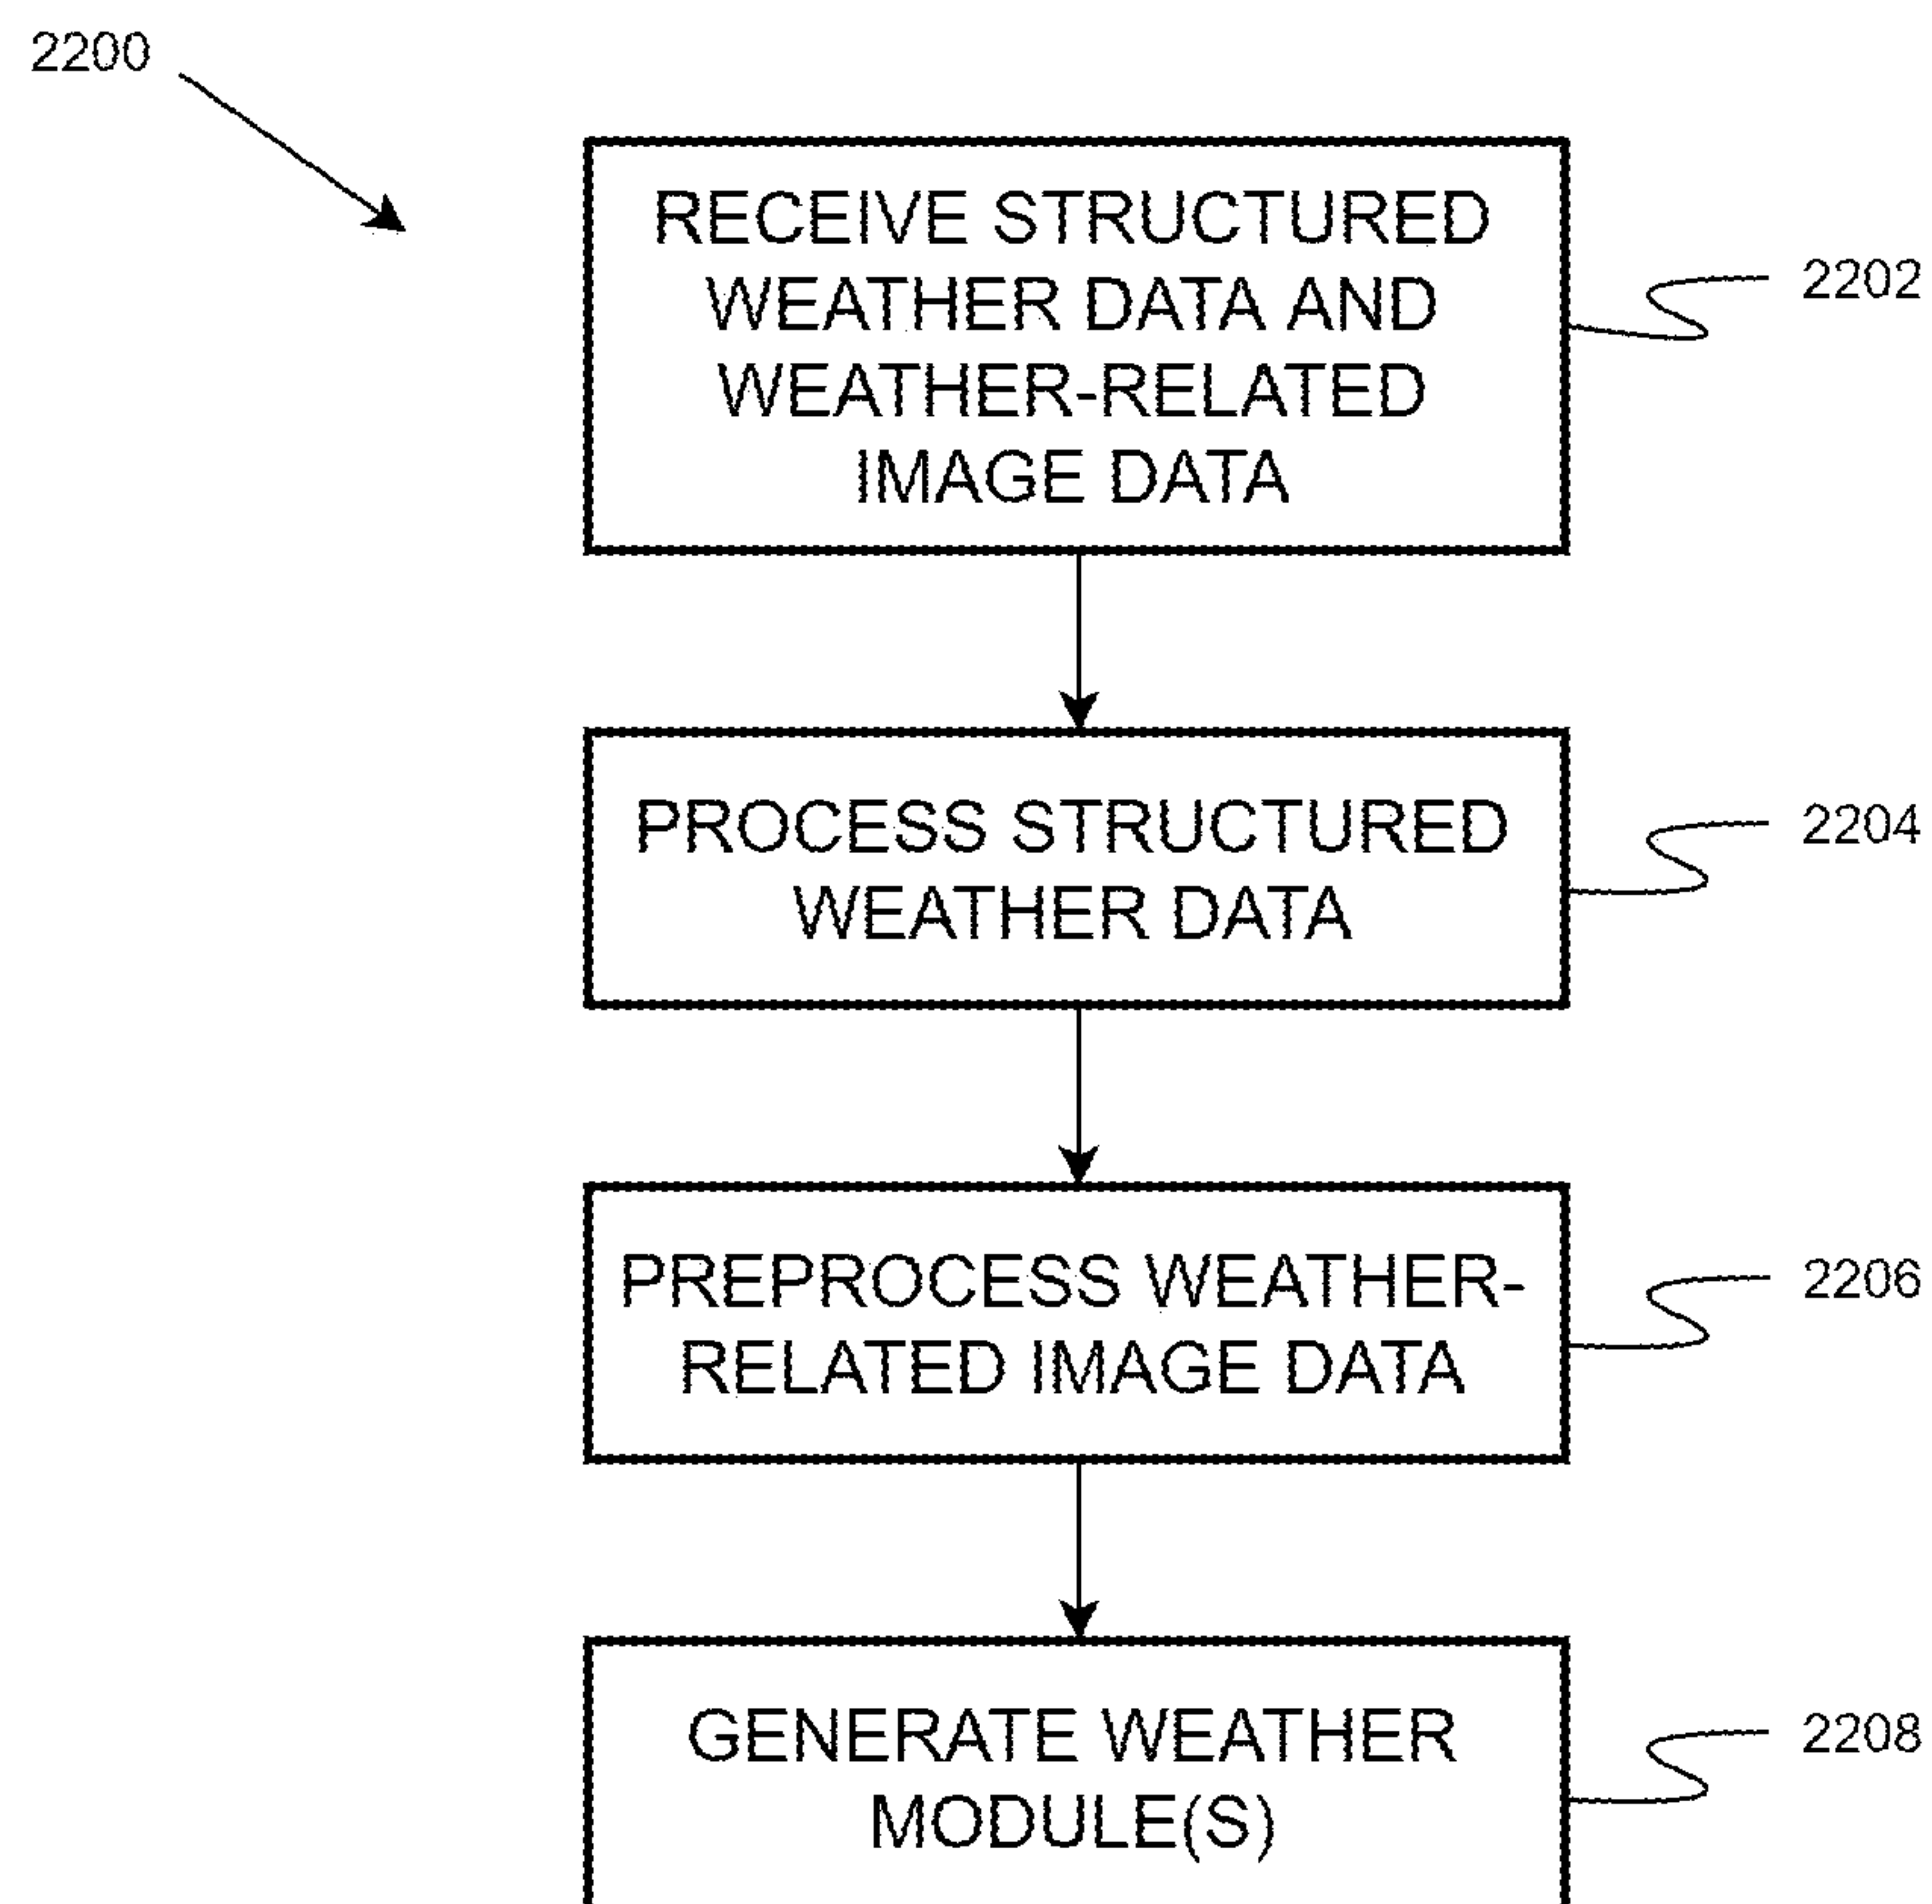 2200
RECEIVE STRUCTURED
WEATHER DATA AND
WEATHER-RELATED
IMAGE DATA
2202
PROCESS STRUCTURED
WEATHER DATA
2204
PREPROCESS WEATHER-
RELATED IMAGE DATA
2206
GENERATE WEATHER
MODULE(S)
2208